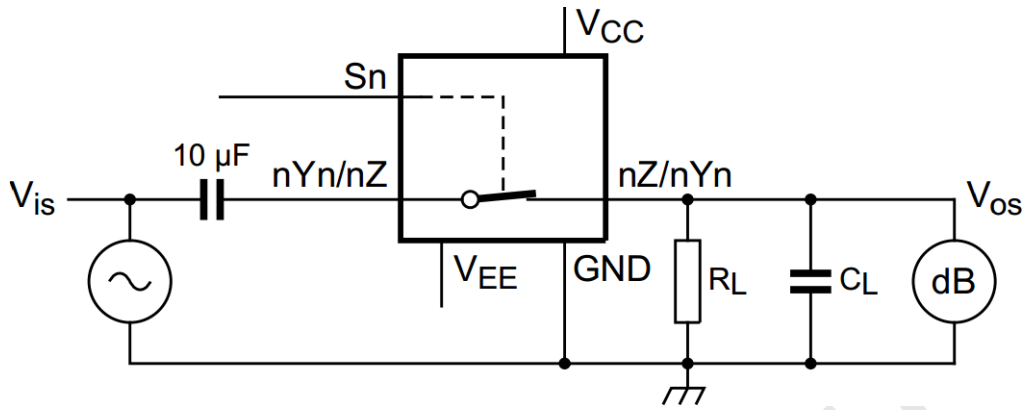 VCC
Sn
10 µF
nYn/nZ
nZ/nYn
Vis
Vos
VEE
GND
RL
CL
dB